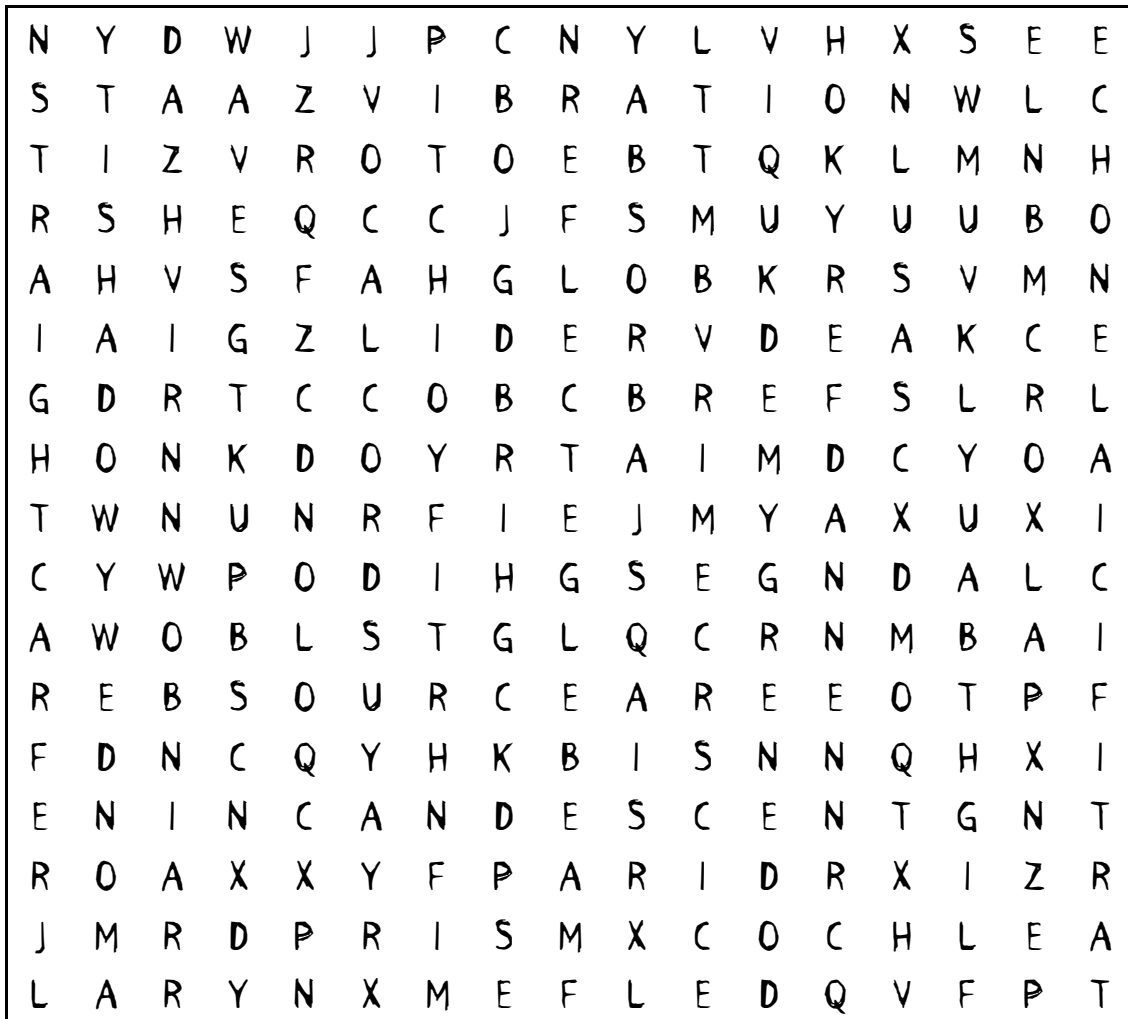 N Y D W J J P C N Y L V H X S E E
S T A A Z V I B R A T I O N W L C
T I Z V R O T O E B T Q K L M N H
R S H E Q C C J F S M U Y U U B O
A H V S F A H G L O B K R S V M N
I A I G Z L I D E R V D E A K C E
G D R T C C O B C B R E F S L R L
H O N K D O Y R T A I M D C Y O A
T W N U N R F I E J M Y A X U X I
C Y W P O D I H G S E G N D A L C
A W O B L S T G L Q C R N M B A I
R E B S O U R C E A R E E O T P F
F D N C Q Y H K B I S N N Q H X I
E N I N C A N D E S C E N T G N T
R O A X X Y F P A R I D R X I Z R
J M R D P R I S M X C O C H L E A
L A R Y N X M E F L E D Q V F P T